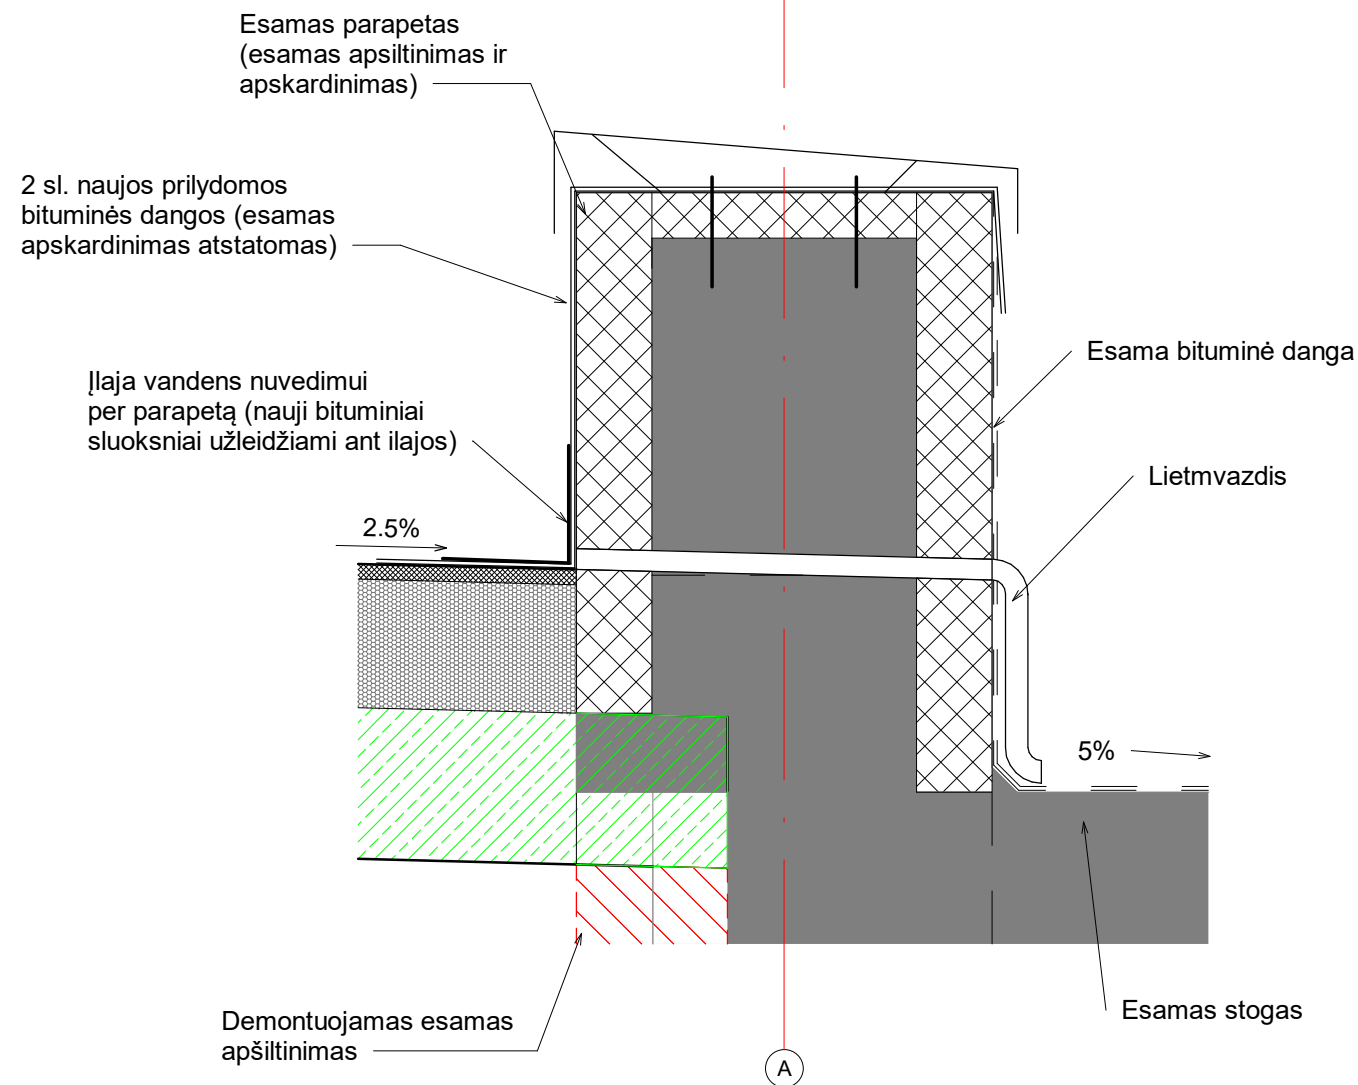 Esamas parapetas
(esamas apsiltinimas ir
apskardinimas)
2 sl. naujos prilydomos
bituminės dangos (esamas
apskardinimas atstatomas)
Įlaja vandens nuvedimui
per parapetą (nauji bituminiai
sluoksniai užleidžiami ant ilajos)
Esama bituminė danga
Lietmvazdis
2.5%
5%
Esamas stogas
Demontuojamas esamas
apšiltinimas
A